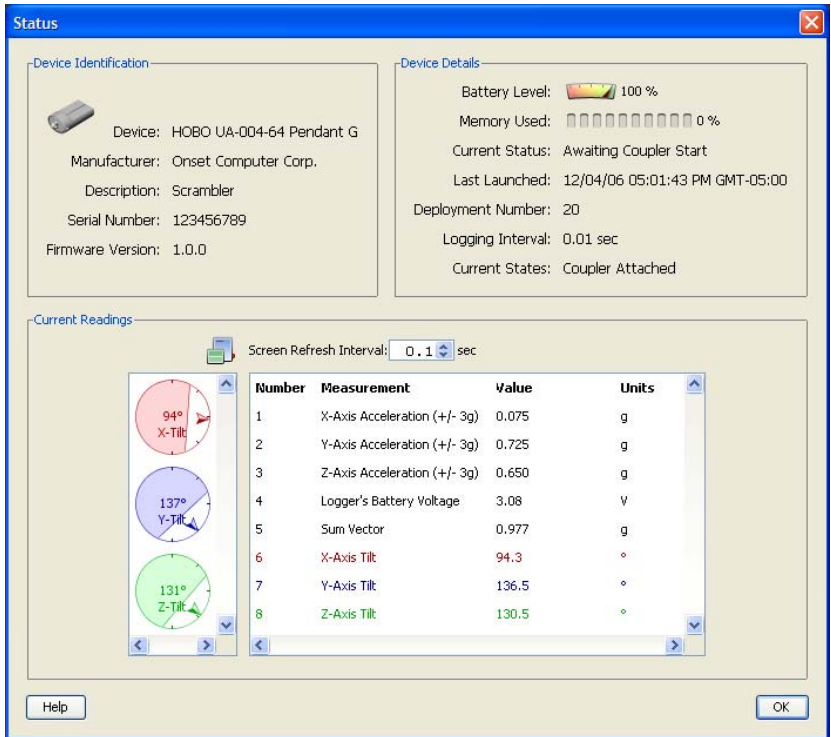 Status
Device Identification
Device: HOBO UA-004-64 Pendant G
Manufacturer: Onset Computer Corp.
Description: Scrambler
Serial Number: 123456789
Firmware Version: 1.0.0
Device Details
Battery Level: 100 %
Memory Used: 0 %
Current Status: Awaiting Coupler Start
Last Launched: 12/04/06 05:01:43 PM GMT-05:00
Deployment Number: 20
Logging Interval: 0.01 sec
Current States: Coupler Attached
Current Readings
Screen Refresh Interval: 0.1 sec
94°
X-Tilt
137°
Y-Tilt
131°
Z-Tilt
Number Measurement Value Units
1 X-Axis Acceleration (+/- 3g) 0.075 g
2 Y-Axis Acceleration (+/- 3g) 0.725 g
3 Z-Axis Acceleration (+/- 3g) 0.650 g
4 Logger's Battery Voltage 3.08 V
5 Sum Vector 0.977 g
6 X-Axis Tilt 94.3 °
7 Y-Axis Tilt 136.5 °
8 Z-Axis Tilt 130.5 °
Help
OK